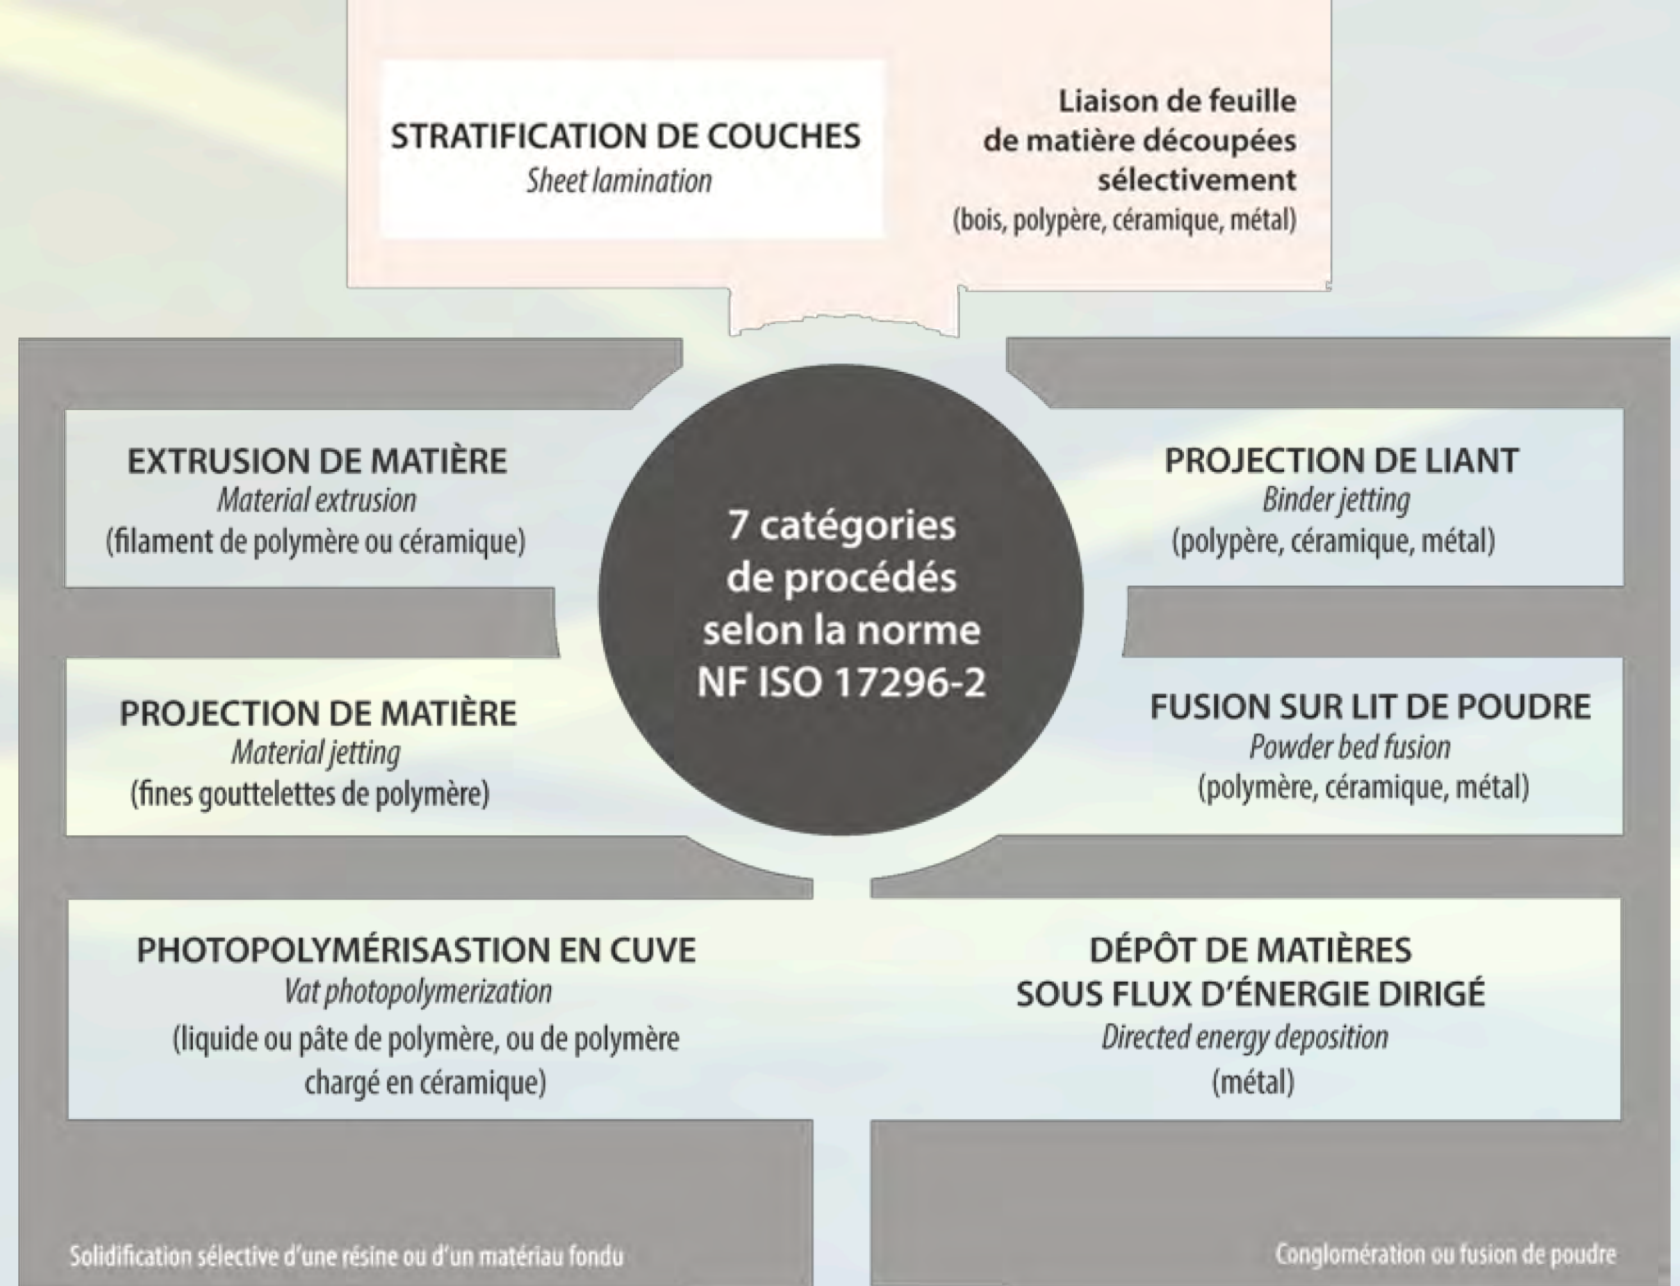 STRATIFICATION DE COUCHES
Sheet lamination
Liaison de feuille
de matière découpées
sélectivement
(bois, polypère, céramique, métal)
EXTRUSION DE MATIÈRE
Material extrusion
(filament de polymère ou céramique)
PROJECTION DE MATIÈRE
Material jetting
(fines gouttelettes de polymère)
PHOTOPOLYMÉRISASTION EN CUVE
Vat photopolymerization
(liquide ou pâte de polymère, ou de polymère
chargé en céramique)
Solidification sélective d'une résine ou d'un matériau fondu
7 catégories
de procédés
selon la norme
NF ISO 17296-2
PROJECTION DE LIANT
Binder jetting
(polypère, céramique, métal)
FUSION SUR LIT DE POUDRE
Powder bed fusion
(polymère, céramique, métal)
DÉPÔT DE MATIÈRES
SOUS FLUX D'ÉNERGIE DIRIGÉ
Directed energy deposition
(métal)
Conglomération ou fusion de poudre